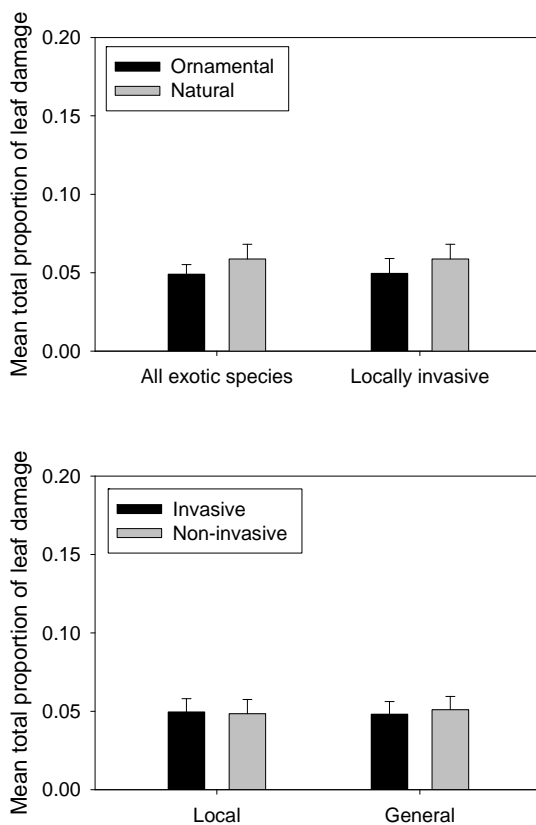 Mean total proportion of leaf damage
0.20
0.15
0.10
0.05
0.00
Ornamental
Natural
All exotic species
Locally invasive
Mean total proportion of leaf damage
0.20
0.15
0.10
0.05
0.00
Invasive
Non-invasive
Local
General